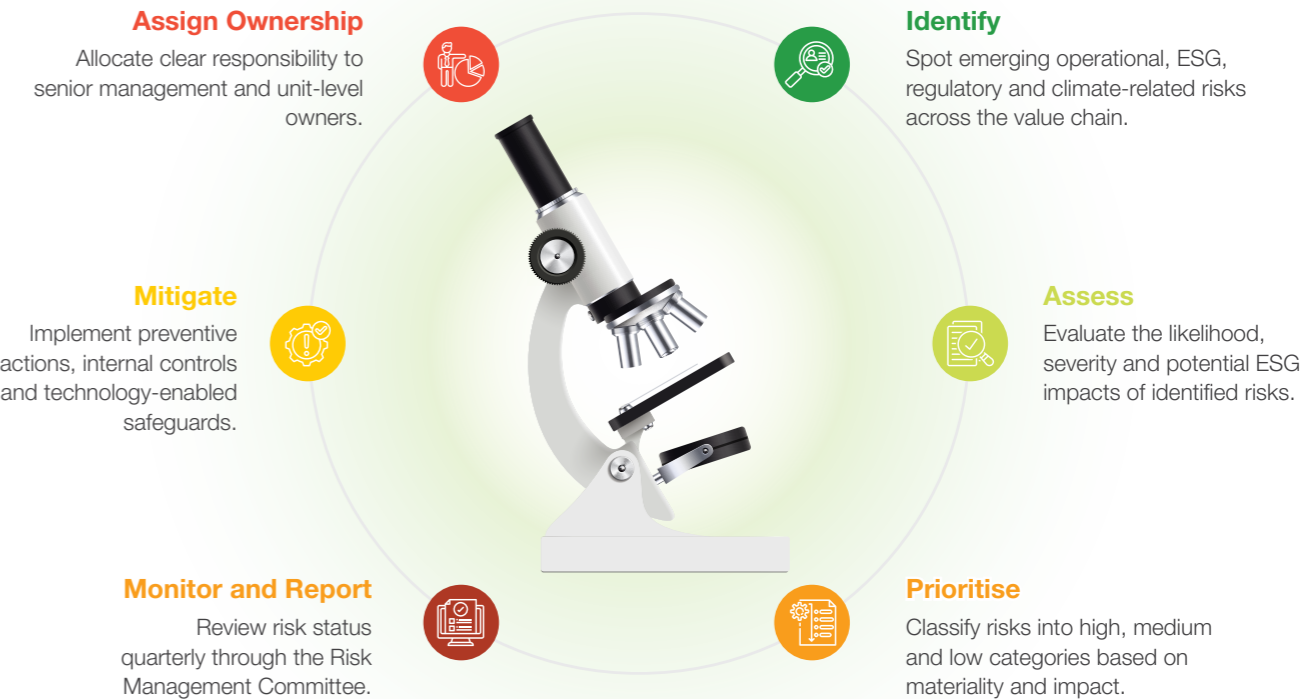 Assign Ownership
Allocate clear responsibility to
senior management and unit-level
owners.
Identify
Spot emerging operational, ESG,
regulatory and climate-related risks
across the value chain.
Mitigate
Implement preventive
actions, internal controls
and technology-enabled
safeguards.
Assess
Evaluate the likelihood,
severity and potential ESG
impacts of identified risks.
Monitor and Report
Review risk status
quarterly through the Risk
Management Committee.
Prioritise
Classify risks into high, medium
and low categories based on
materiality and impact.